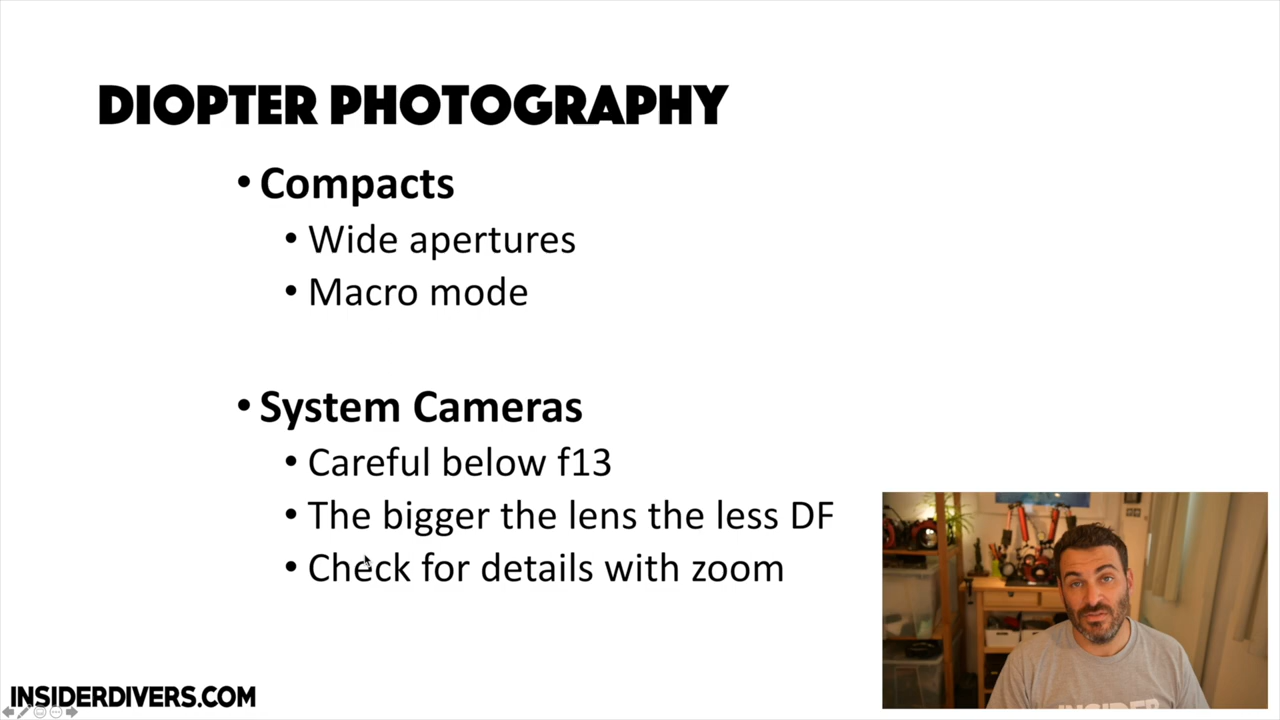 DIOPTER PHOTOGRAPHY
• Compacts
• Wide apertures
• Macro mode
• System Cameras
• Careful below f13
• The bigger the lens the less DF
• Check for details with zoom
INSIDER
INSIDERDIVERS.COM